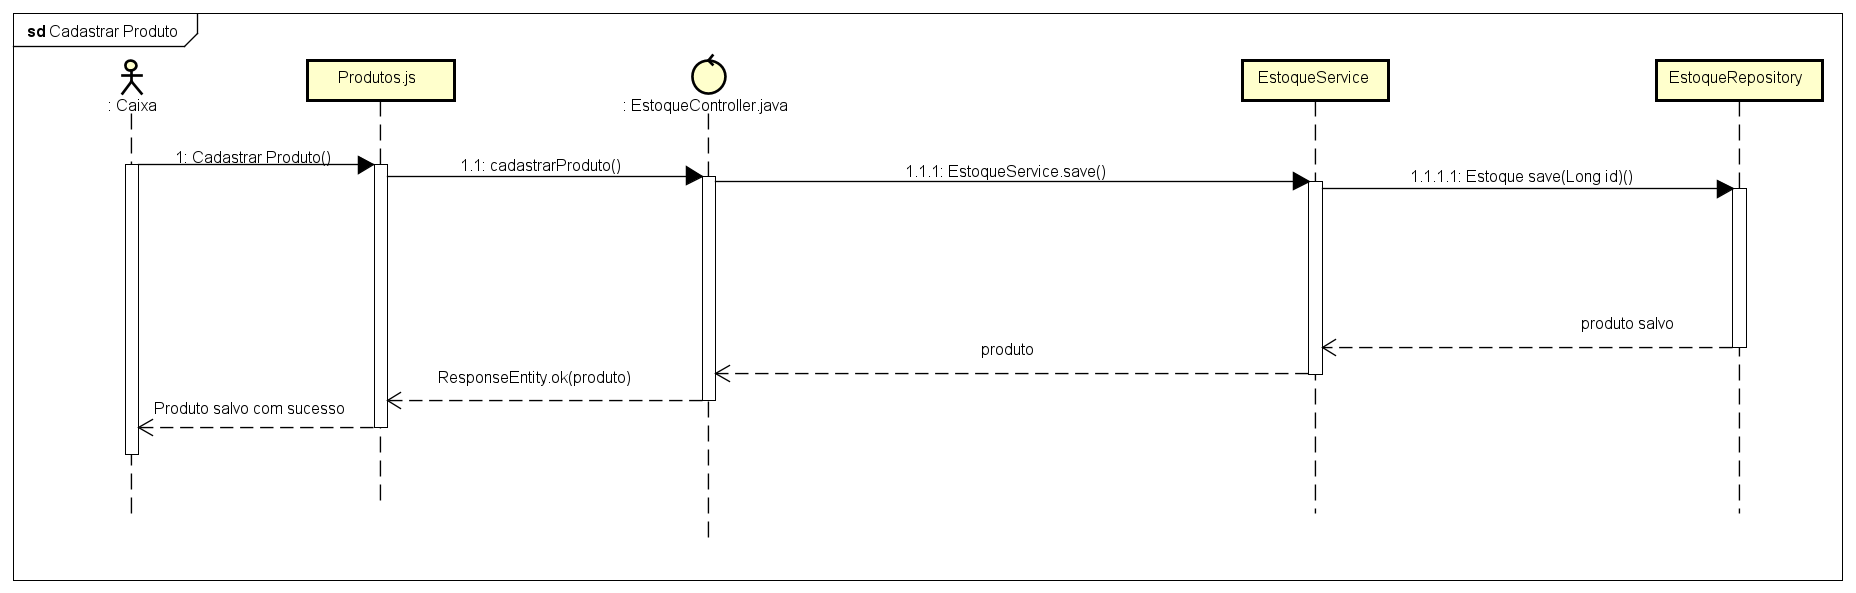 sd Cadastrar Produto
: Caixa
Produtos.js
: EstoqueController.java
EstoqueService
EstoqueRepository
1: Cadastrar Produto()
1.1: cadastrarProduto()
1.1.1: EstoqueService.save()
1.1.1.1: Estoque save(Long id)()
produto salvo
produto
ResponseEntity.ok(produto)
Produto salvo com sucesso